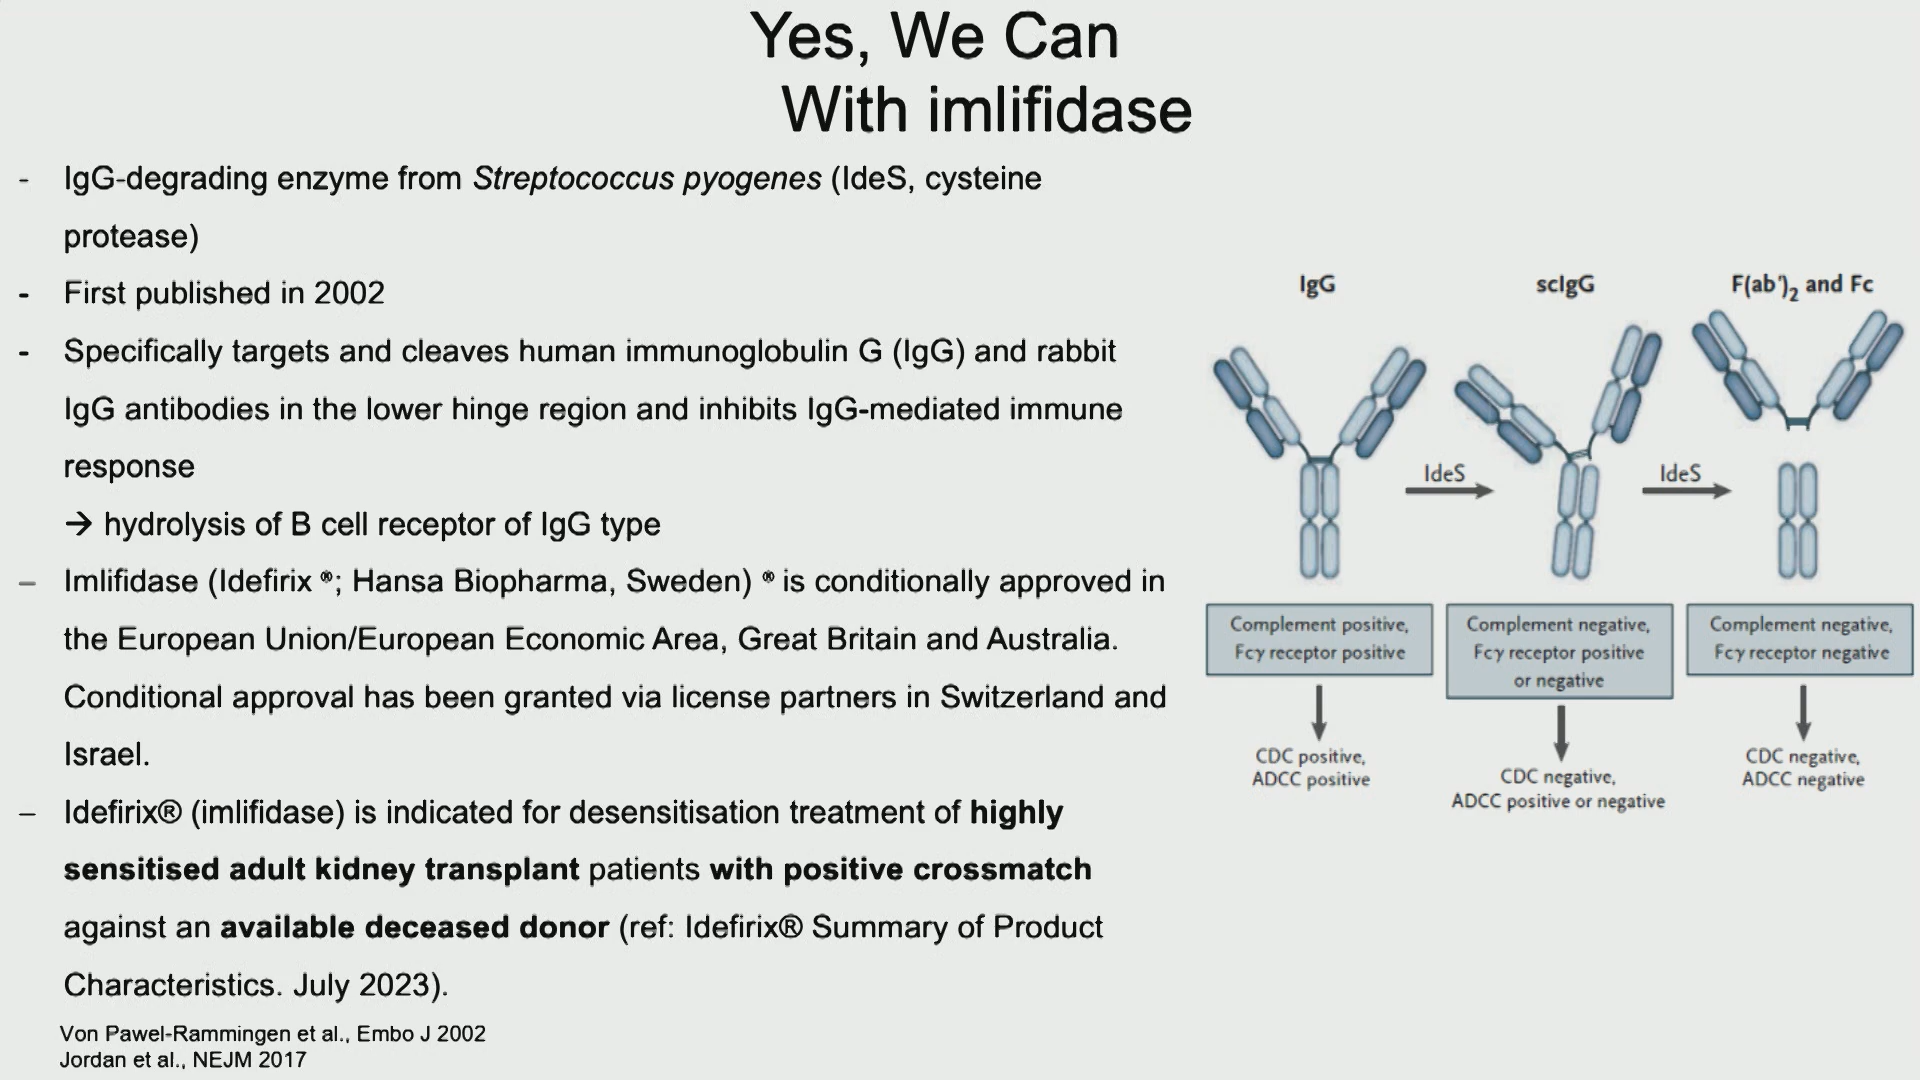 Yes, We Can
With imlifidase
- IgG-degrading enzyme from Streptococcus pyogenes (IdeS, cysteine
protease)
- First published in 2002
- Specifically targets and cleaves human immunoglobulin G (IgG) and rabbit
IgG antibodies in the lower hinge region and inhibits IgG-mediated immune
response
→ hydrolysis of B cell receptor of IgG type
– Imlifidase (Idefirix ®; Hansa Biopharma, Sweden) ® is conditionally approved in
the European Union/European Economic Area, Great Britain and Australia.
Conditional approval has been granted via license partners in Switzerland and
Israel.
– Idefirix® (imlifidase) is indicated for desensitisation treatment of highly
sensitised adult kidney transplant patients with positive crossmatch
against an available deceased donor (ref: Idefirix® Summary of Product
Characteristics. July 2023).
Von Pawel-Rammingen et al., Embo J 2002
Jordan et al., NEJM 2017
IgG
scIgG
F(ab')₂ and Fc
IdeS
IdeS
Complement positive,
Fcγ receptor positive
Complement negative,
Fcγ receptor positive
or negative
Complement negative,
Fcγ receptor negative
CDC positive,
ADCC positive
CDC negative,
ADCC positive or negative
CDC negative,
ADCC negative